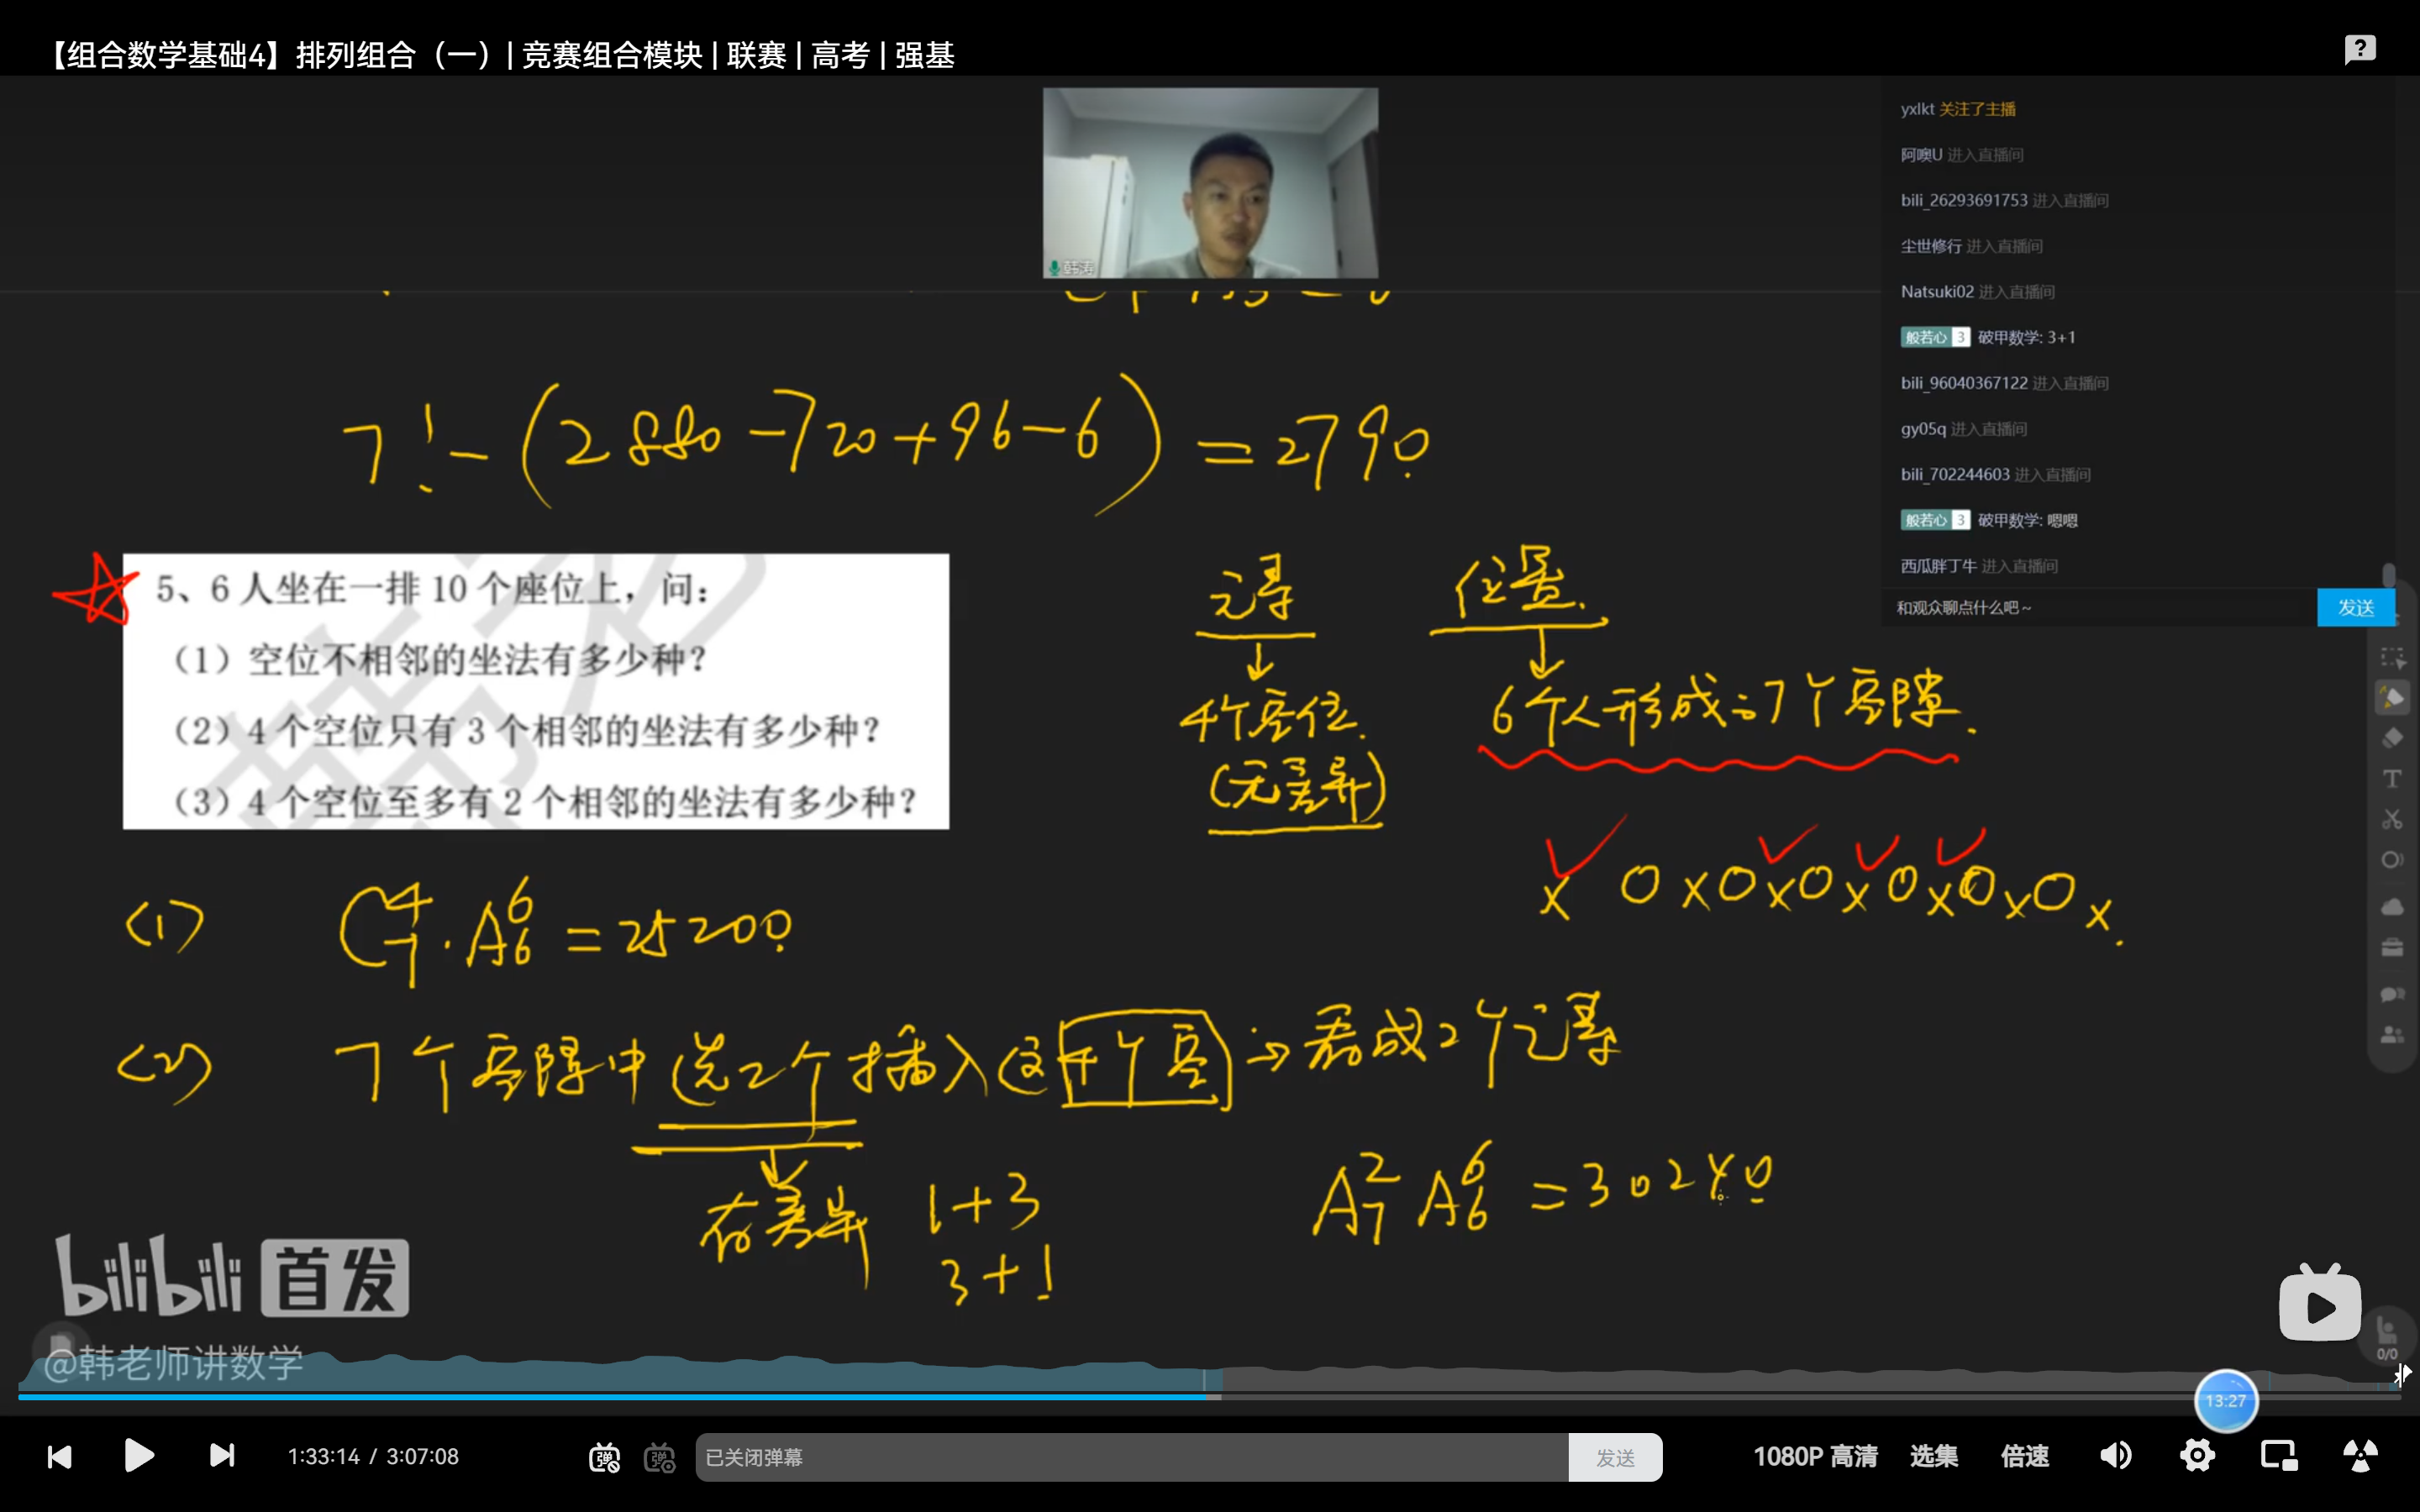 【组合数学基础4】排列组合（一）| 竞赛组合模块 | 联赛 | 高考 | 强基
韩涛
yxlkt 关注了主播
阿噢U 进入直播间
bili_26293691753 进入直播间
尘世修行 进入直播间
Natsuki02 进入直播间
般若心 3 破甲数学: 3+1
bili_96040367122 进入直播间
gy05q 进入直播间
bili_702244603 进入直播间
般若心 3 破甲数学: 嗯嗯
西瓜胖丁牛 进入直播间
和观众聊点什么吧~ 发送
7!-(2880-720+96-6)=2790
5、6 人坐在一排 10 个座位上，问：
（1）空位不相邻的坐法有多少种？
（2）4 个空位只有 3 个相邻的坐法有多少种？
（3）4 个空位至多有 2 个相邻的坐法有多少种？
元素 位置.
4个空位. 6个人形成的7个空隙.
(无差异)
x O x O x O x O x O x O x.
(1) C₇⁴·A₆⁶=25200
(2) 7个空隙中选2个插入这4个空 看成2个元素
有差异 1+3
3+1
A₇² A₆⁶ =30240
bilibili 首发
@韩老师讲数学
0/0
13:27
1:33:14 / 3:07:08
弹 弹 已关闭弹幕 发送
1080P 高清 选集 倍速